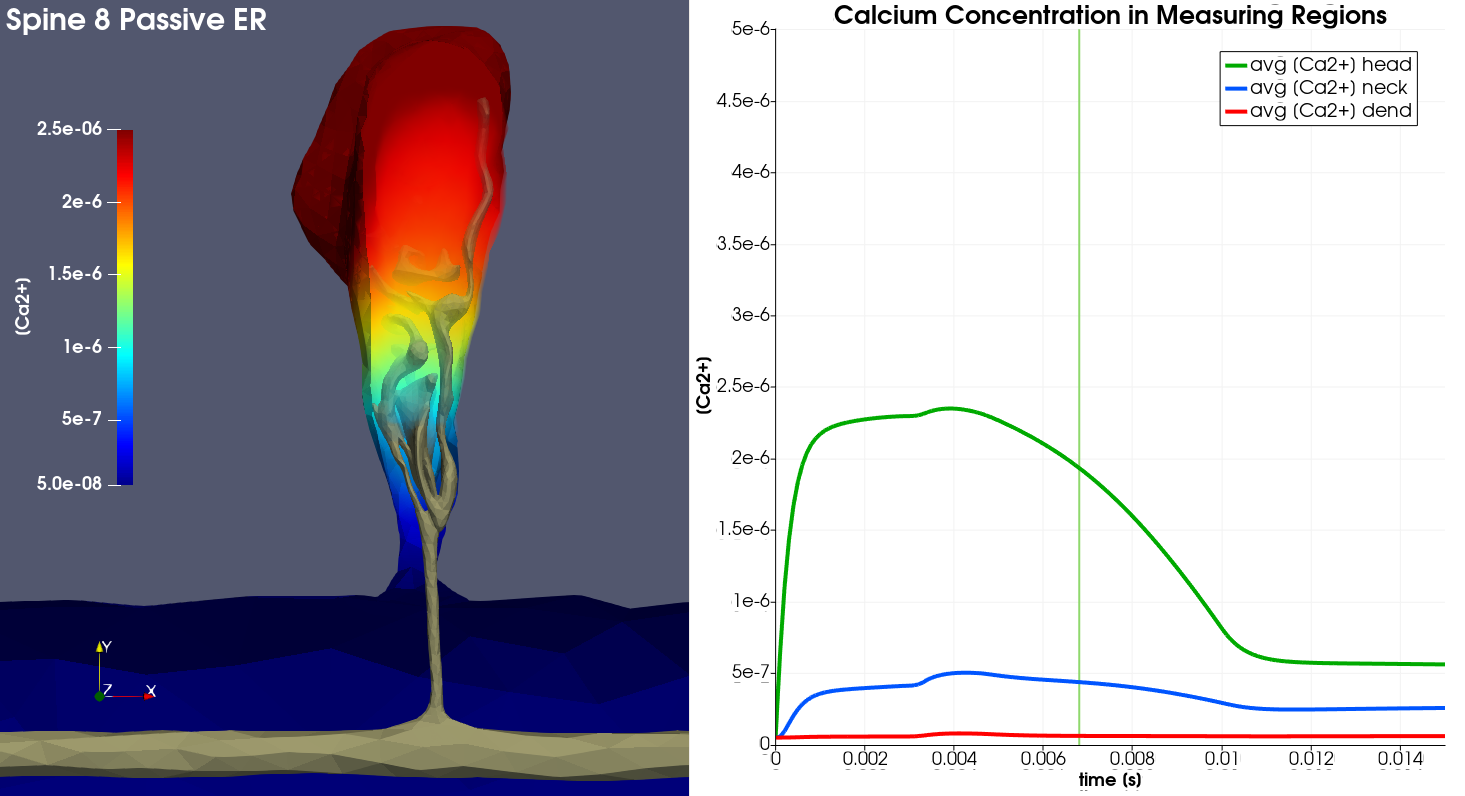 Spine 8 Passive ER
2.5e-06
2e-6
1.5e-6
1e-6
5e-7
5.0e-08
(Ca2+)
Y
Z
X
Calcium Concentration in Measuring Regions
avg (Ca2+) head
avg (Ca2+) neck
avg (Ca2+) dend
5e-6
4.5e-6
4e-6
3.5e-6
3e-6
2.5e-6
2e-6
1.5e-6
1e-6
5e-7
0
(Ca2+)
0 0.002 0.004 0.006 0.008 0.01 0.012 0.014
time (s)